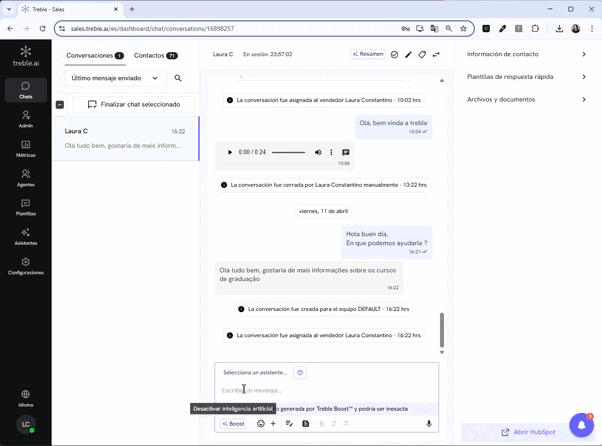 Treble - Sales
sales.treble.ai/es/dashboard/chat/conversations/16898257
treble.ai
Chats
Admin
Métricas
Agentes
Plantillas
Asistentes
Configuraciones
Idioma
LC
Conversaciones 1
Contactos 71
Último mensaje enviado
Finalizar chat seleccionado
Laura C
16:22
Olá tudo bem, gostaria de mais inform...
Laura C
En sesión: 23:57:02
Resumen
La conversación fue asignada al vendedor Laura Constantino - 10:03 hrs
Olá, bem vinda a treble
10:04
0:00 / 0:24
10:06
La conversación fue cerrada por Laura Constantino manualmente - 13:22 hrs
viernes, 11 de abril
Hola buen día,
En que podemos ayudarle ?
16:21
Olá tudo bem, gostaria de mais informações sobre os cursos
de graduação
16:22
La conversación fue creada para el equipo DEFAULT - 16:22 hrs
La conversación fue asignada al vendedor Laura Constantino - 16:22 hrs
Selecciona un asistente...
Escribe un mensaje...
Desactivar inteligencia artificial
generada por Treble Boost™ y podría ser inexacta
Boost
B
I
S
Información de contacto
Plantillas de respuesta rápida
Archivos y documentos
Abrir HubSpot